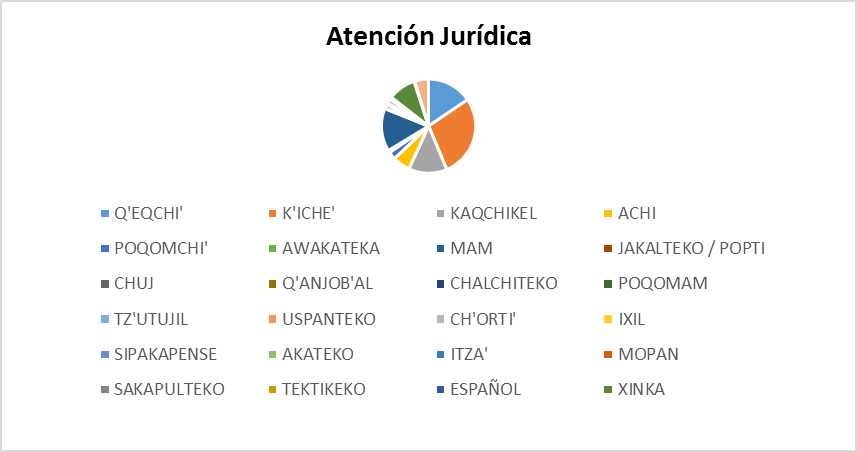 Atención Jurídica
Q'EQCHI' K'ICHE' KAQCHIKEL ACHI
POQOMCHI' AWAKATEKA MAM JAKALTEKO / POPTI
CHUJ Q'ANJOB'AL CHALCHITEKO POQOMAM
TZ'UTUJIL USPANTEKO CH'ORTI' IXIL
SIPAKAPENSE AKATEKO ITZA' MOPAN
SAKAPULTEKO TEKTIKEKO ESPAÑOL XINKA